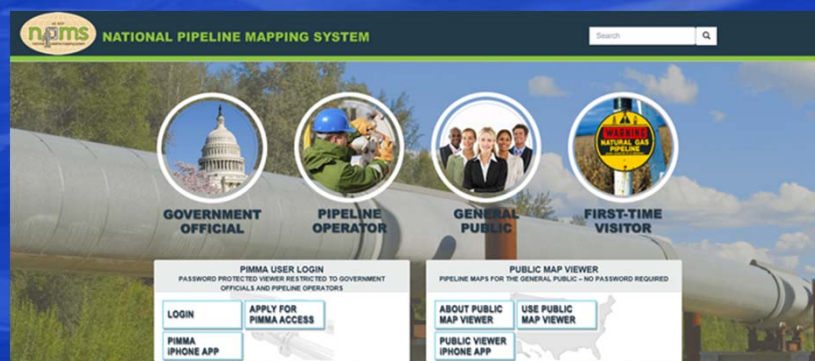 npms
NATIONAL PIPELINE MAPPING SYSTEM
Search
WARNING
NATURAL GAS
PIPELINE
GOVERNMENT
OFFICIAL
PIPELINE
OPERATOR
GENERAL
PUBLIC
FIRST-TIME
VISITOR
PIMMA USER LOGIN
PASSWORD PROTECTED VIEWER RESTRICTED TO GOVERNMENT
OFFICIALS AND PIPELINE OPERATORS
LOGIN
APPLY FOR
PIMMA ACCESS
PIMMA
iPHONE APP
PUBLIC MAP VIEWER
PIPELINE MAPS FOR THE GENERAL PUBLIC – NO PASSWORD REQUIRED
ABOUT PUBLIC
MAP VIEWER
USE PUBLIC
MAP VIEWER
PUBLIC VIEWER
iPHONE APP